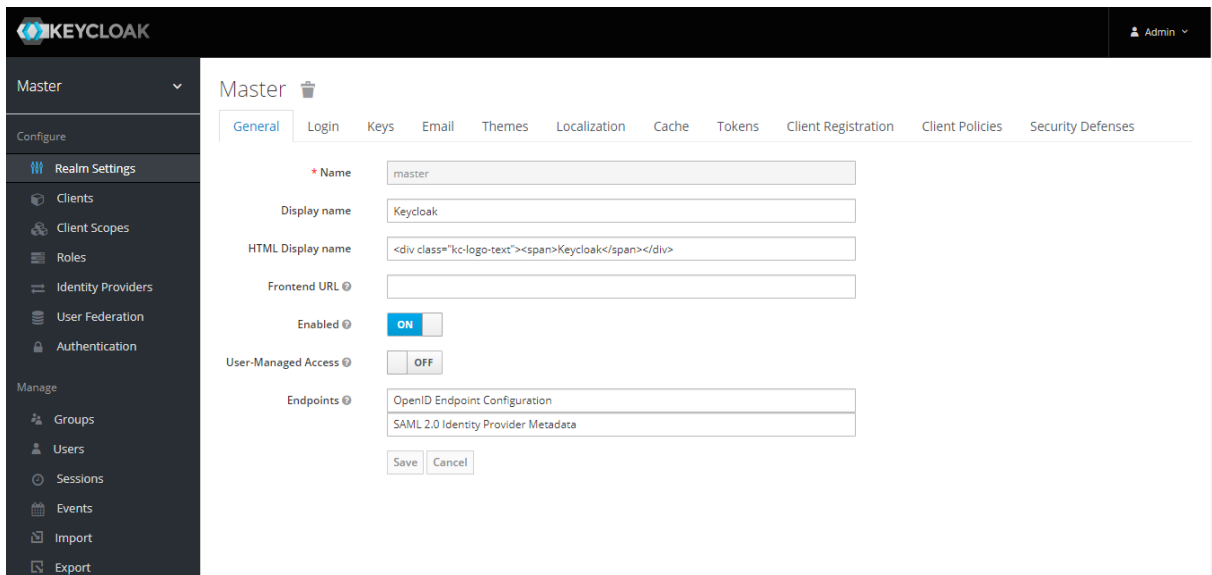 KEYCLOAK
Admin
Master
Configure
Realm Settings
Clients
Client Scopes
Roles
Identity Providers
User Federation
Authentication
Manage
Groups
Users
Sessions
Events
Import
Export
Master
General Login Keys Email Themes Localization Cache Tokens Client Registration Client Policies Security Defenses
* Name master
Display name Keycloak
HTML Display name <div class="kc-logo-text"><span>Keycloak</span></div>
Frontend URL
Enabled ON
User-Managed Access OFF
Endpoints OpenID Endpoint Configuration
SAML 2.0 Identity Provider Metadata
Save Cancel